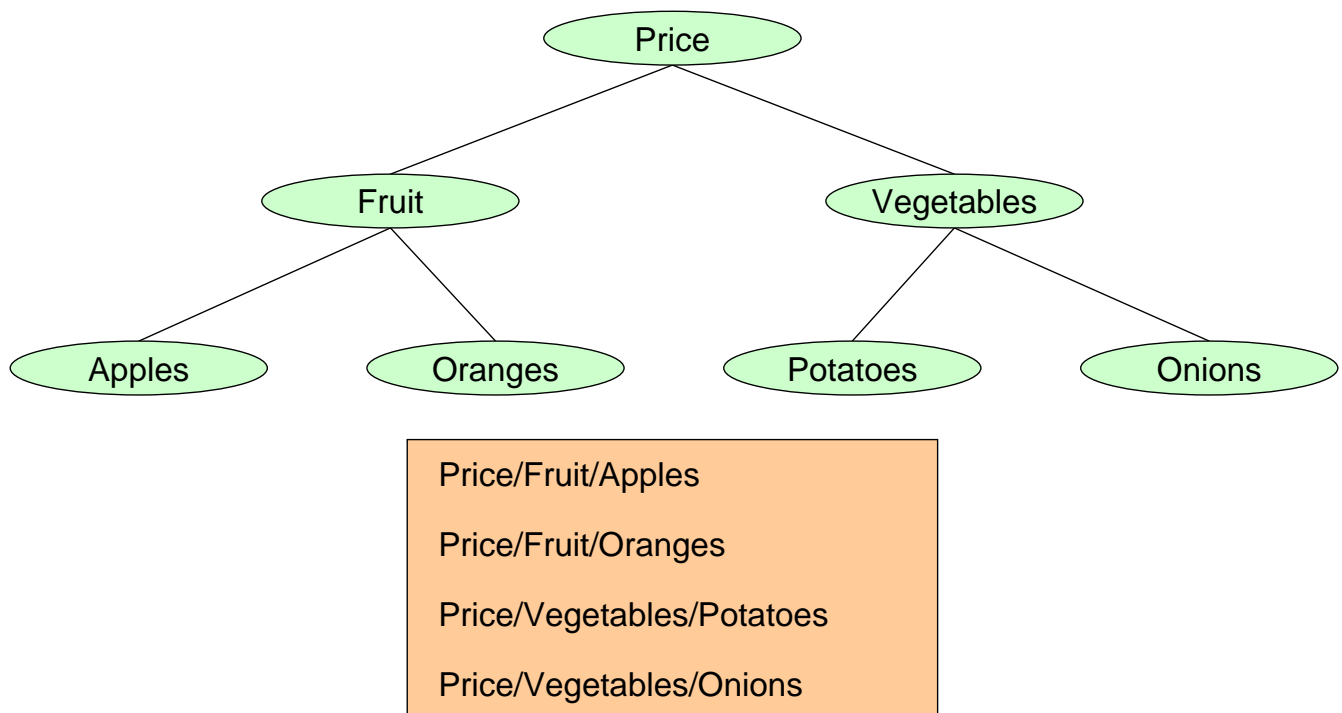 Price
Fruit Vegetables
Apples Oranges Potatoes Onions
Price/Fruit/Apples
Price/Fruit/Oranges
Price/Vegetables/Potatoes
Price/Vegetables/Onions